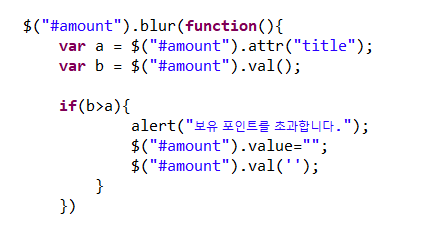 $("#amount").blur(function(){
var a = $("#amount").attr("title");
var b = $("#amount").val();
if(b>a){
alert("보유 포인트를 초과합니다.");
$("#amount").value="";
$("#amount").val('');
}
})